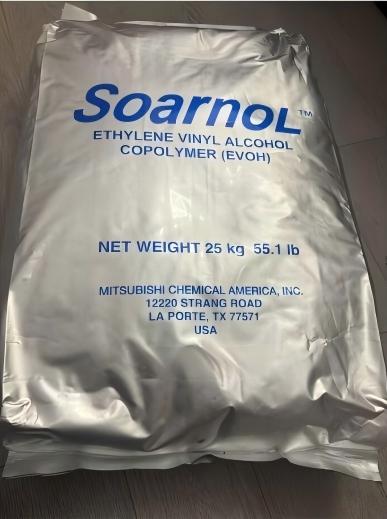 SoarnoL™
ETHYLENE VINYL ALCOHOL
COPOLYMER (EVOH)
NET WEIGHT 25 kg 55.1 lb
MITSUBISHI CHEMICAL AMERICA, INC.
12220 STRANG ROAD
LA PORTE, TX 77571
USA